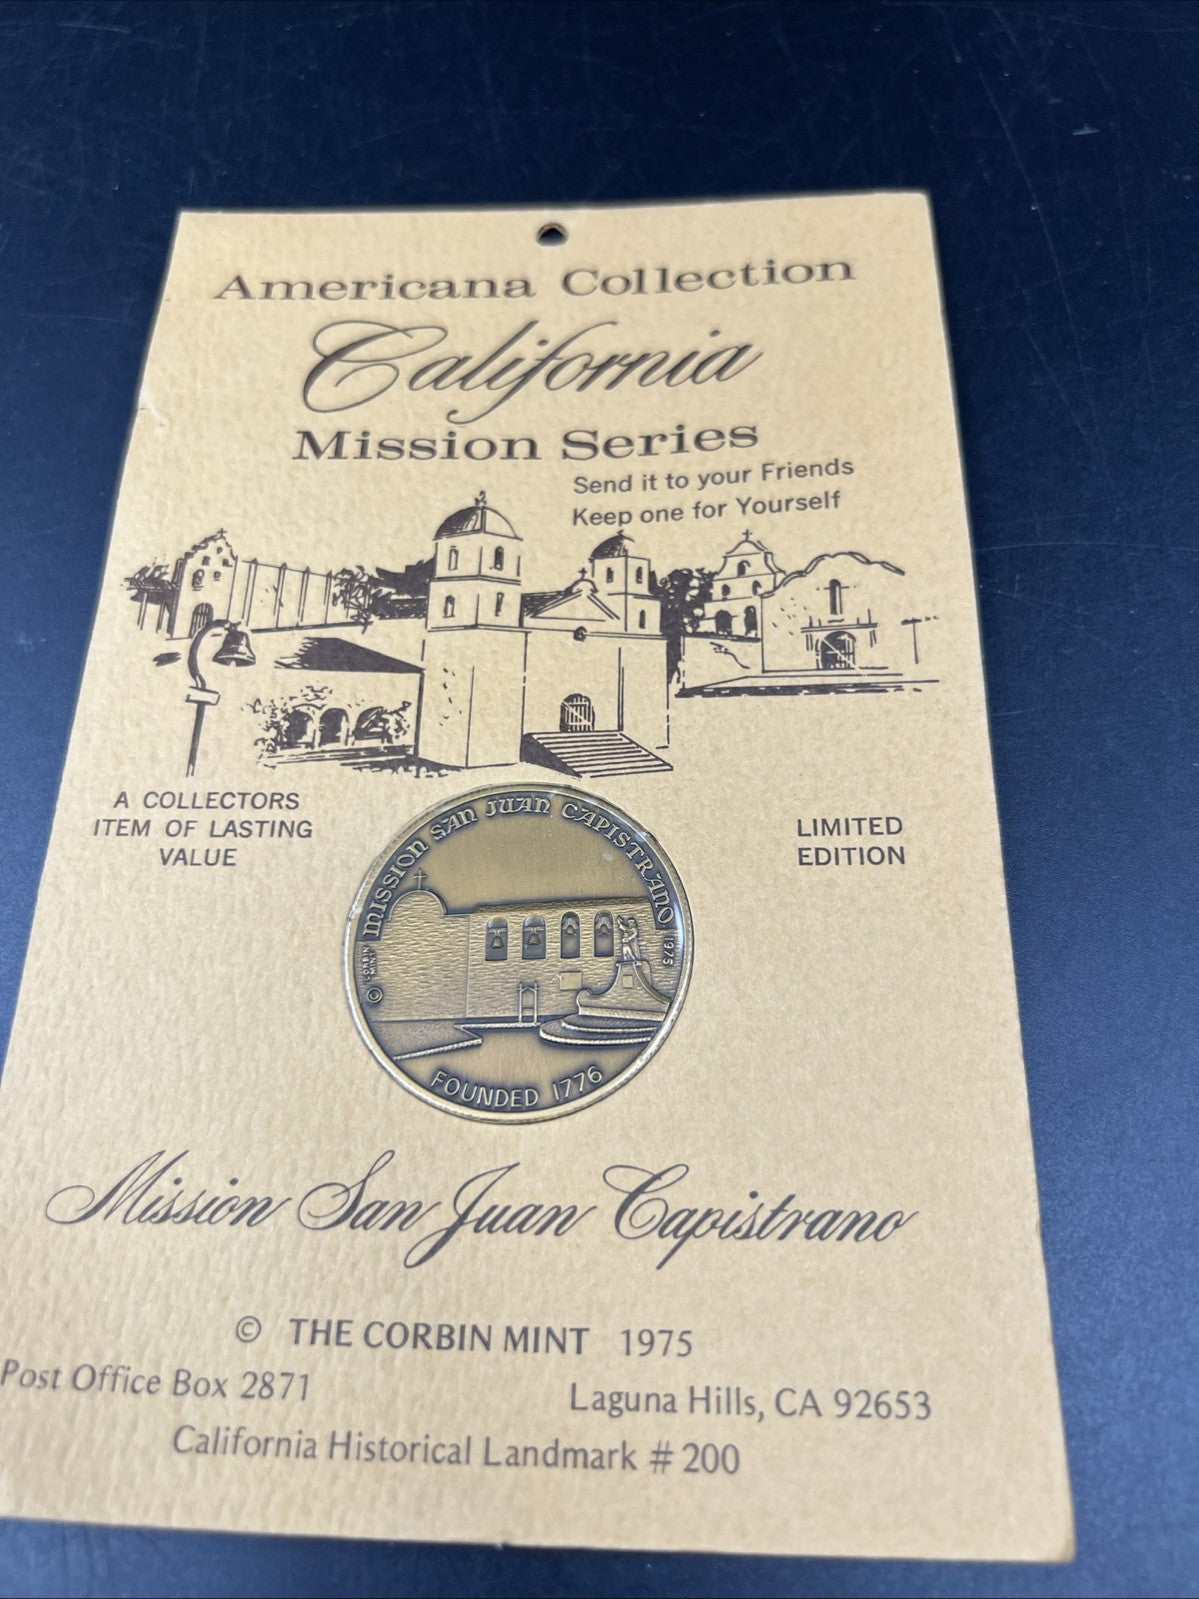 Americana Collection
California
Mission Series
Send it to your Friends
Keep one for Yourself
A COLLECTORS
ITEM OF LASTING
VALUE
LIMITED
EDITION
MISSION SAN JUAN CAPISTRANO
© CORBIN
MINT
1975
FOUNDED 1776
Mission San Juan Capistrano
© THE CORBIN MINT 1975
Post Office Box 2871
Laguna Hills, CA 92653
California Historical Landmark # 200